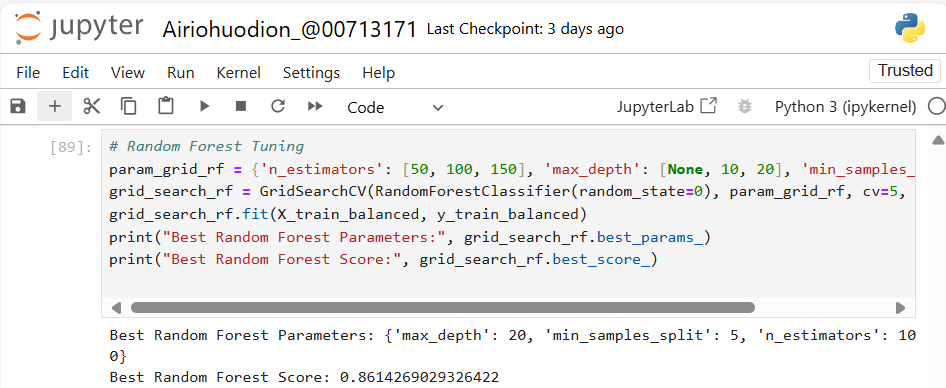 jupyter Airiohuodion_@00713171 Last Checkpoint: 3 days ago
File Edit View Run Kernel Settings Help Trusted
Code JupyterLab Python 3 (ipykernel)
[89]: # Random Forest Tuning
param_grid_rf = {'n_estimators': [50, 100, 150], 'max_depth': [None, 10, 20], 'min_samples_
grid_search_rf = GridSearchCV(RandomForestClassifier(random_state=0), param_grid_rf, cv=5,
grid_search_rf.fit(X_train_balanced, y_train_balanced)
print("Best Random Forest Parameters:", grid_search_rf.best_params_)
print("Best Random Forest Score:", grid_search_rf.best_score_)
Best Random Forest Parameters: {'max_depth': 20, 'min_samples_split': 5, 'n_estimators': 10
0}
Best Random Forest Score: 0.8614269029326422